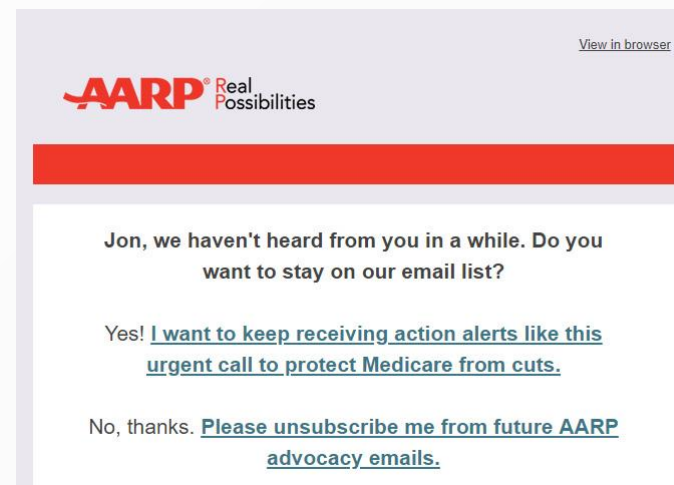 View in browser
AARP® Real
Possibilities
Jon, we haven't heard from you in a while. Do you
want to stay on our email list?
Yes! I want to keep receiving action alerts like this
urgent call to protect Medicare from cuts.
No, thanks. Please unsubscribe me from future AARP
advocacy emails.